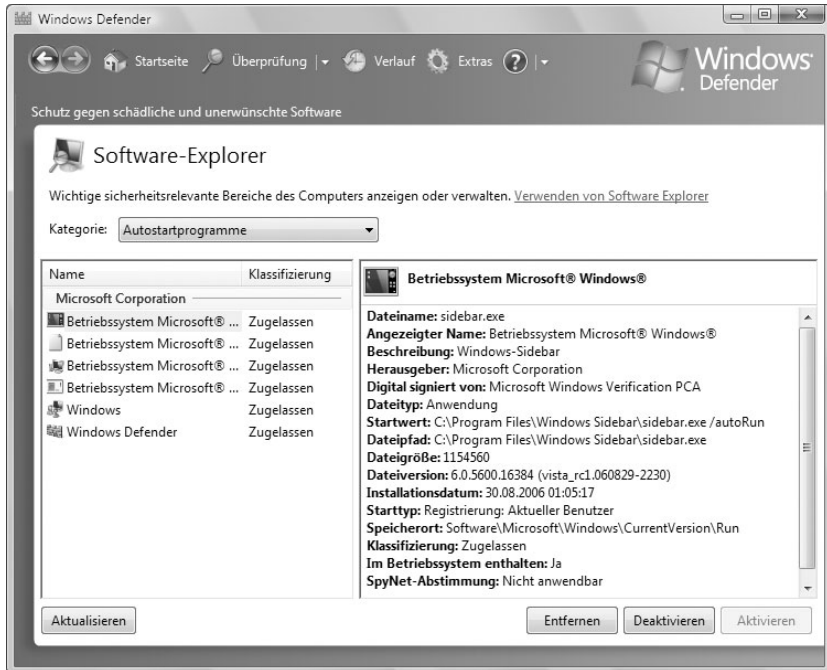 Windows Defender
Startseite Überprüfung Verlauf Extras ?
Windows
Defender
Schutz gegen schädliche und unerwünschte Software
Software-Explorer
Wichtige sicherheitsrelevante Bereiche des Computers anzeigen oder verwalten. Verwenden von Software Explorer
Kategorie: Autostartprogramme
Name Klassifizierung
Microsoft Corporation
Betriebssystem Microsoft® ... Zugelassen
Betriebssystem Microsoft® ... Zugelassen
Betriebssystem Microsoft® ... Zugelassen
Betriebssystem Microsoft® ... Zugelassen
Windows Zugelassen
Windows Defender Zugelassen
Betriebssystem Microsoft® Windows®
Dateiname: sidebar.exe
Angezeigter Name: Betriebssystem Microsoft® Windows®
Beschreibung: Windows-Sidebar
Herausgeber: Microsoft Corporation
Digital signiert von: Microsoft Windows Verification PCA
Dateityp: Anwendung
Startwert: C:\Program Files\Windows Sidebar\sidebar.exe /autoRun
Dateipfad: C:\Program Files\Windows Sidebar\sidebar.exe
Dateigröße: 1154560
Dateiversion: 6.0.5600.16384 (vista_rc1.060829-2230)
Installationsdatum: 30.08.2006 01:05:17
Starttyp: Registrierung: Aktueller Benutzer
Speicherort: Software\Microsoft\Windows\CurrentVersion\Run
Klassifizierung: Zugelassen
Im Betriebssystem enthalten: Ja
SpyNet-Abstimmung: Nicht anwendbar
Aktualisieren Entfernen Deaktivieren Aktivieren